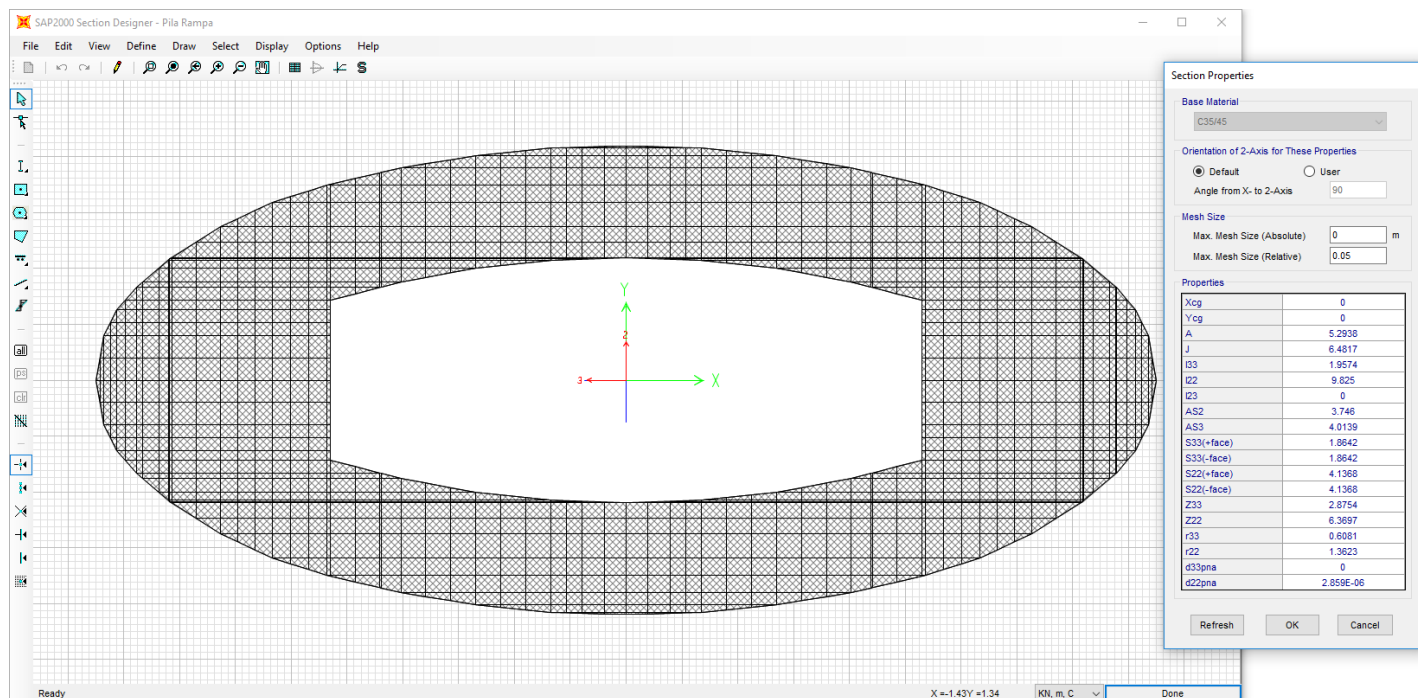 SAP2000 Section Designer - Pila Rampa
File Edit View Define Draw Select Display Options Help
S
all
ps
clr
Y
2
3
X
Ready
X =-1.43Y =1.34
KN, m, C
Done
Section Properties
Base Material
C35/45
Orientation of 2-Axis for These Properties
Default User
Angle from X- to 2-Axis 90
Mesh Size
Max. Mesh Size (Absolute) 0 m
Max. Mesh Size (Relative) 0.05
Properties
Xcg 0
Ycg 0
A 5.2938
J 6.4817
I33 1.9574
I22 9.825
I23 0
AS2 3.746
AS3 4.0139
S33(+face) 1.8642
S33(-face) 1.8642
S22(+face) 4.1368
S22(-face) 4.1368
Z33 2.8754
Z22 6.3697
r33 0.6081
r22 1.3623
d33pna 0
d22pna 2.859E-06
Refresh OK Cancel